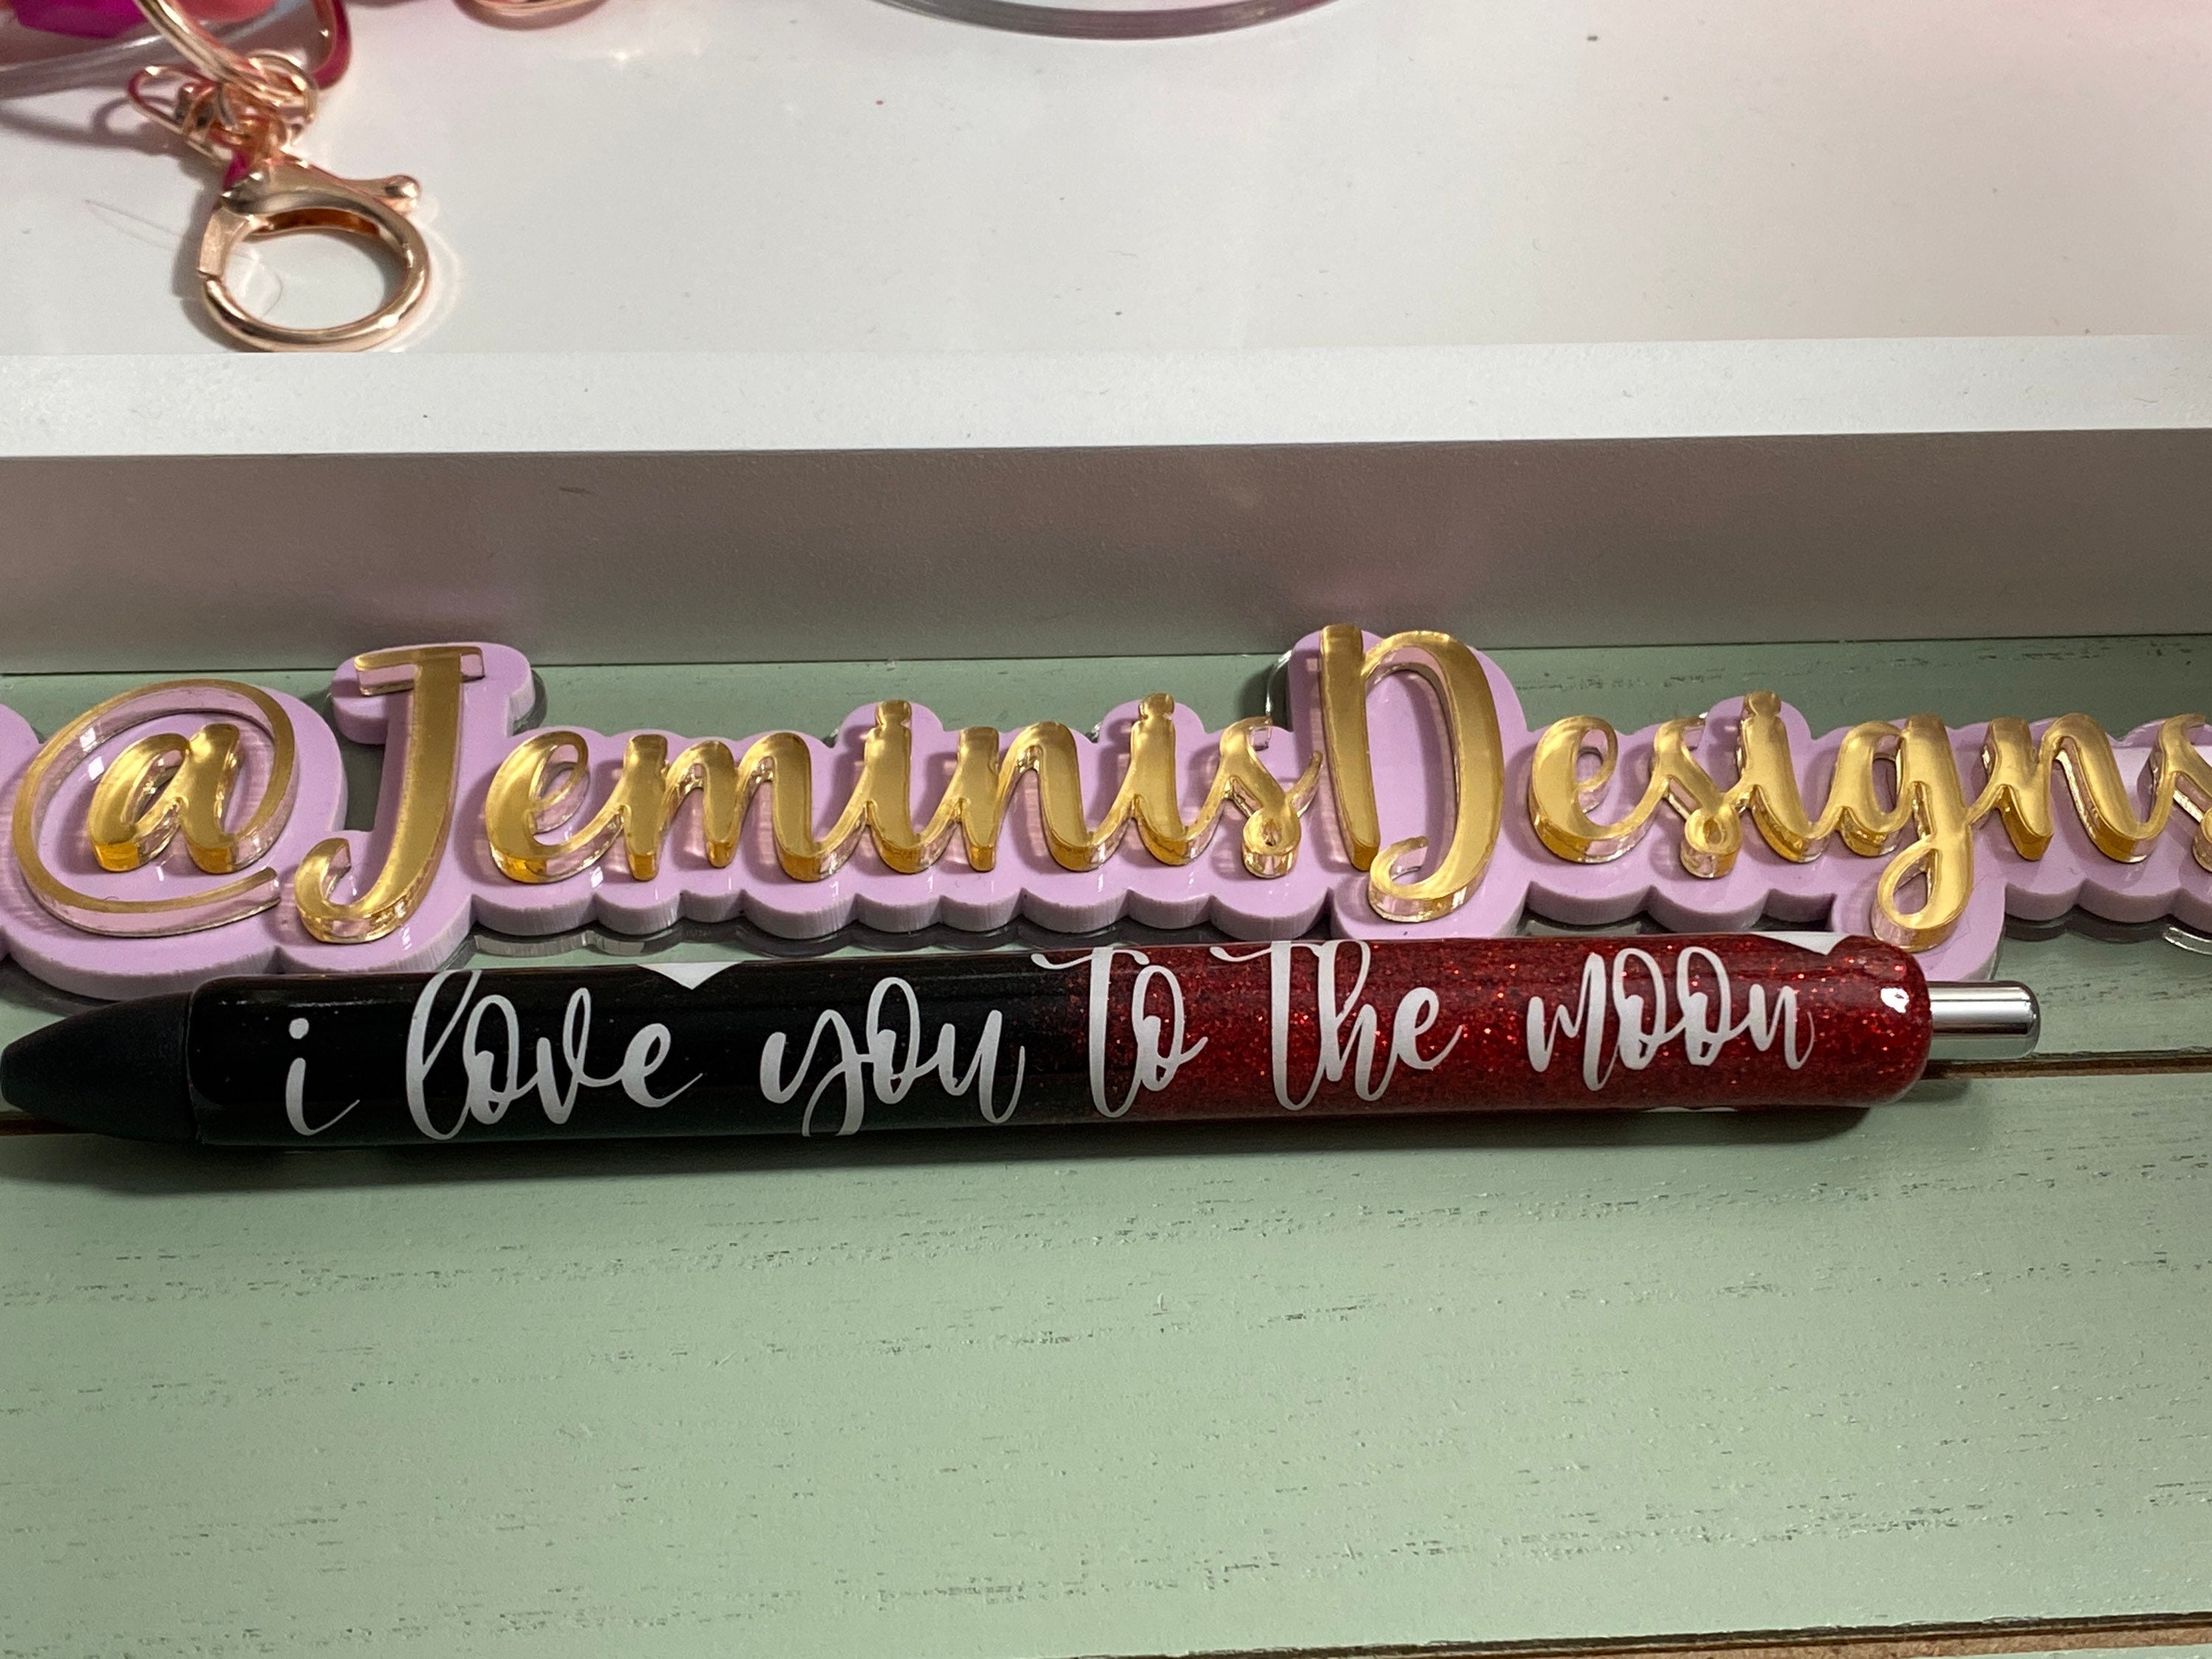 @JeminisDesigns
i love you to the moon